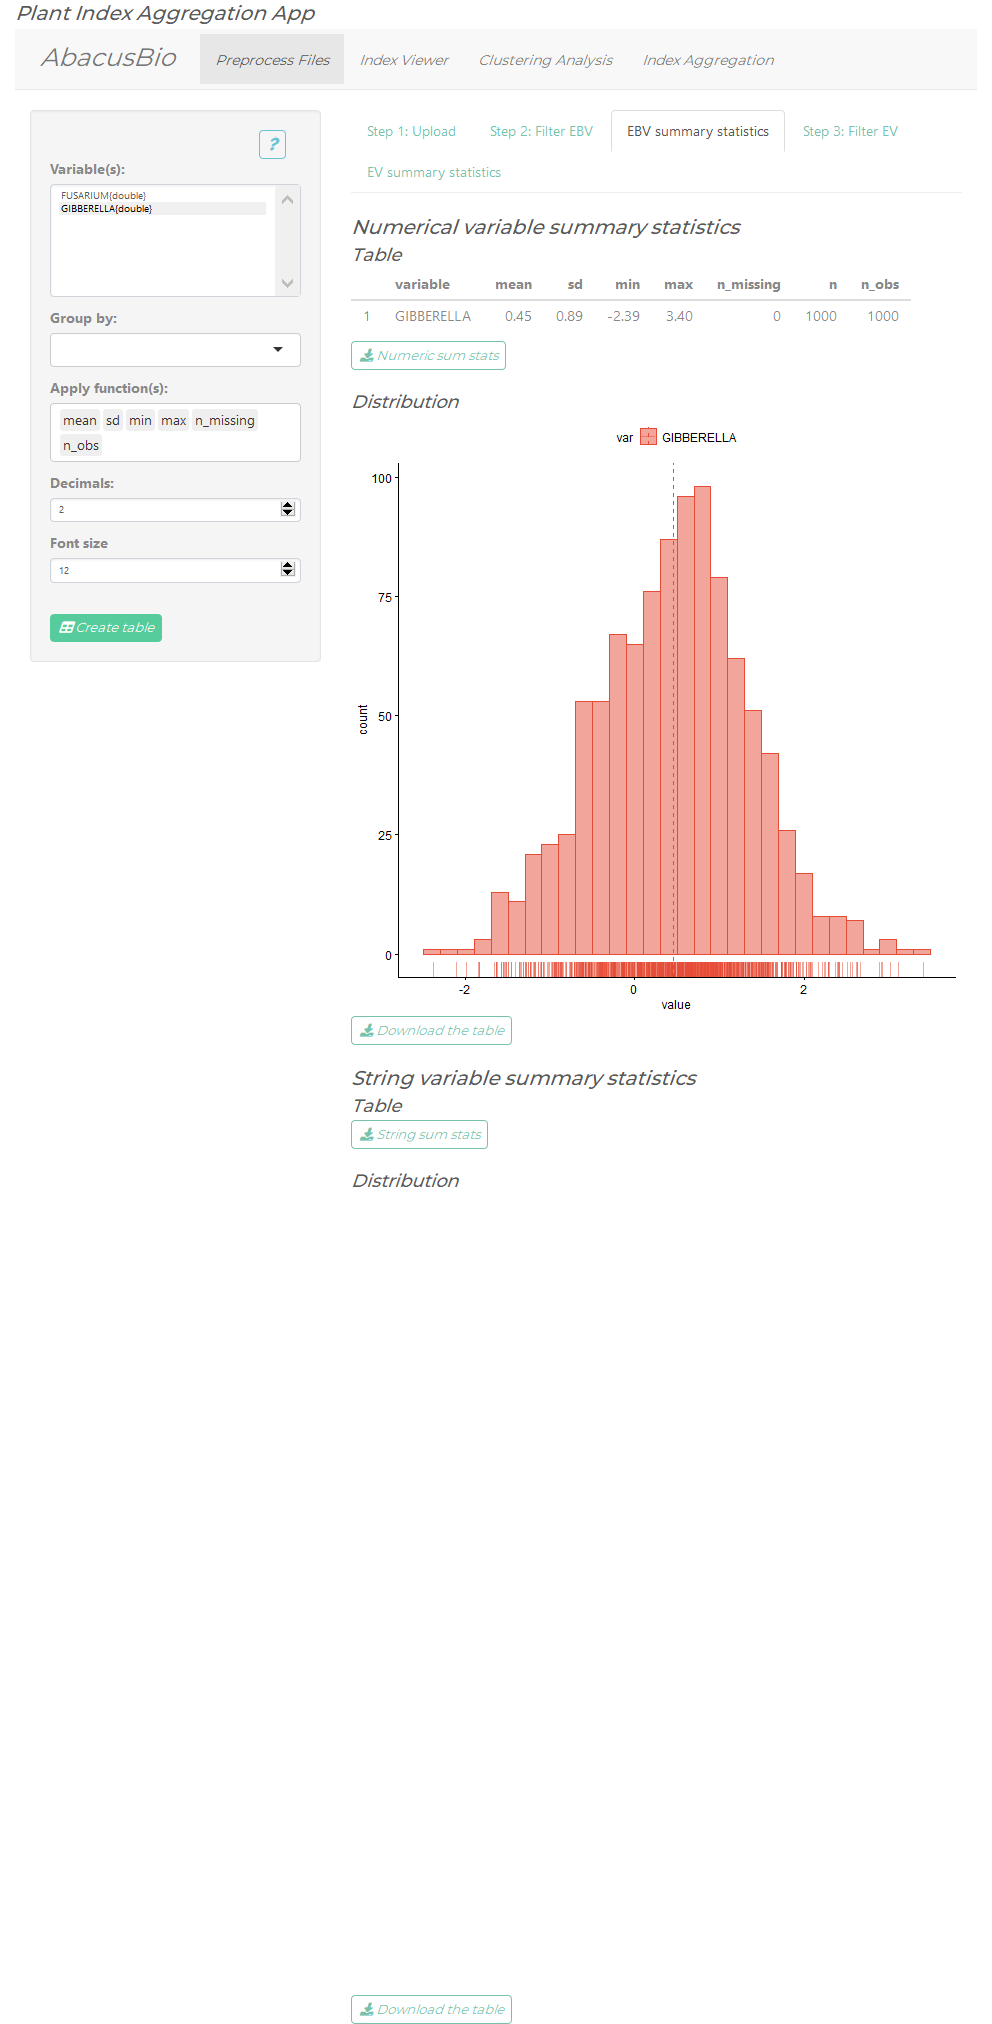 Plant Index Aggregation App
AbacusBio Preprocess Files Index Viewer Clustering Analysis Index Aggregation
?
Variable(s):
FUSARIUM{double}
GIBBERELLA{double}
Group by:
Apply function(s):
mean sd min max n_missing
n_obs
Decimals:
2
Font size
12
Create table
Step 1: Upload Step 2: Filter EBV EBV summary statistics Step 3: Filter EV
EV summary statistics
Numerical variable summary statistics
Table
variable mean sd min max n_missing n n_obs
1 GIBBERELLA 0.45 0.89 -2.39 3.40 0 1000 1000
Numeric sum stats
Distribution
var GIBBERELLA
100
75
50
25
0
count
-2 0 2
value
Download the table
String variable summary statistics
Table
String sum stats
Distribution
Download the table